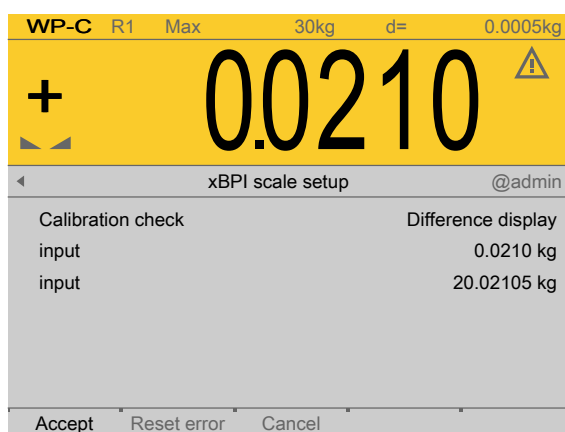 WP-C R1 Max 30kg d= 0.0005kg
+ 0.0210
xBPI scale setup @admin
Calibration check Difference display
input 0.0210 kg
input 20.02105 kg
Accept Reset error Cancel